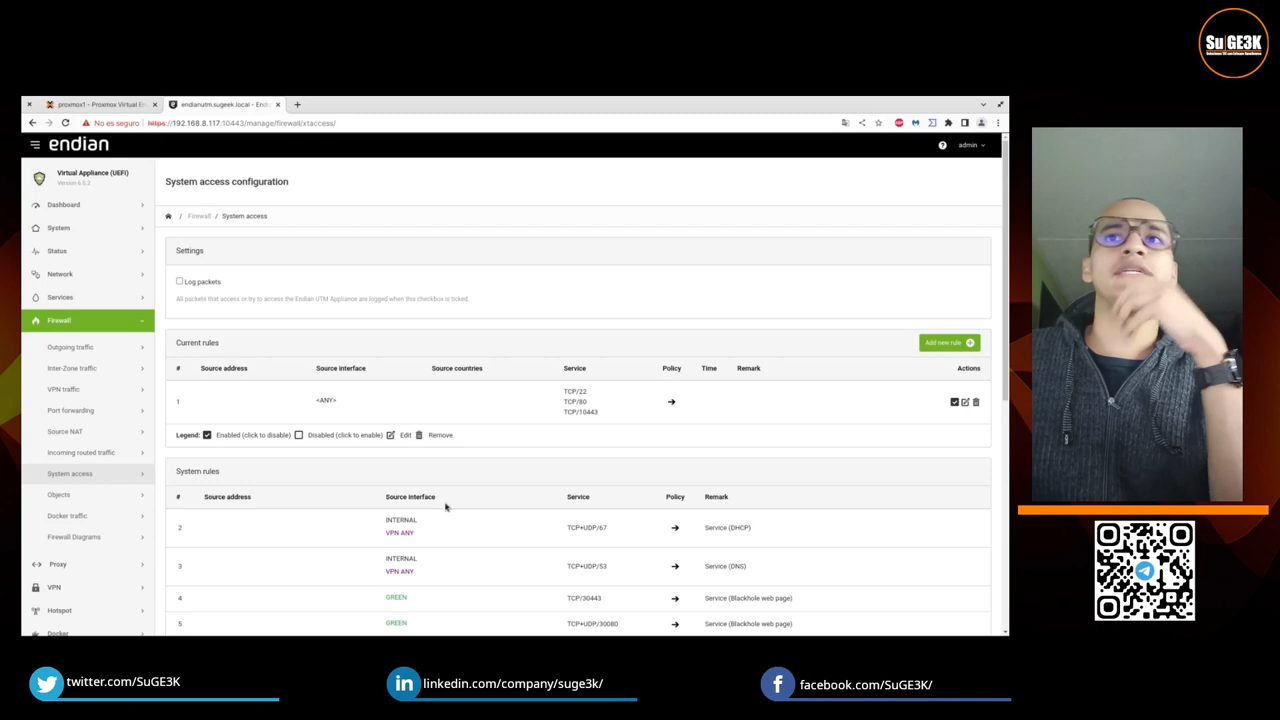 Su GE3K
proxmox1 - Proxmox Virtual En
endianutm.sugeek.local - End
No es seguro
https://192.168.8.117:10443/manage/firewall/xtaccess/
endian
admin
Virtual Appliance (UEFI)
Version 6.5.2
Dashboard
System
Status
Network
Services
Firewall
Outgoing traffic
Inter-Zone traffic
VPN traffic
Port forwarding
Source NAT
Incoming routed traffic
System access
Objects
Docker traffic
Firewall Diagrams
Proxy
VPN
Hotspot
Docker
System access configuration
/ Firewall / System access
Settings
Log packets
All packets that access or try to access the Endian UTM Appliance are logged when this checkbox is ticked.
Current rules
Add new rule
# Source address Source interface Source countries Service Policy Time Remark Actions
1 <ANY> TCP/22
TCP/80
TCP/10443
Legend: Enabled (click to disable) Disabled (click to enable) Edit Remove
System rules
# Source address Source interface Service Policy Remark
2 INTERNAL
VPN ANY TCP+UDP/67 Service (DHCP)
3 INTERNAL
VPN ANY TCP+UDP/53 Service (DNS)
4 GREEN TCP/30443 Service (Blackhole web page)
5 GREEN TCP+UDP/30080 Service (Blackhole web page)
twitter.com/SuGE3K
linkedin.com/company/suge3k/
facebook.com/SuGE3K/